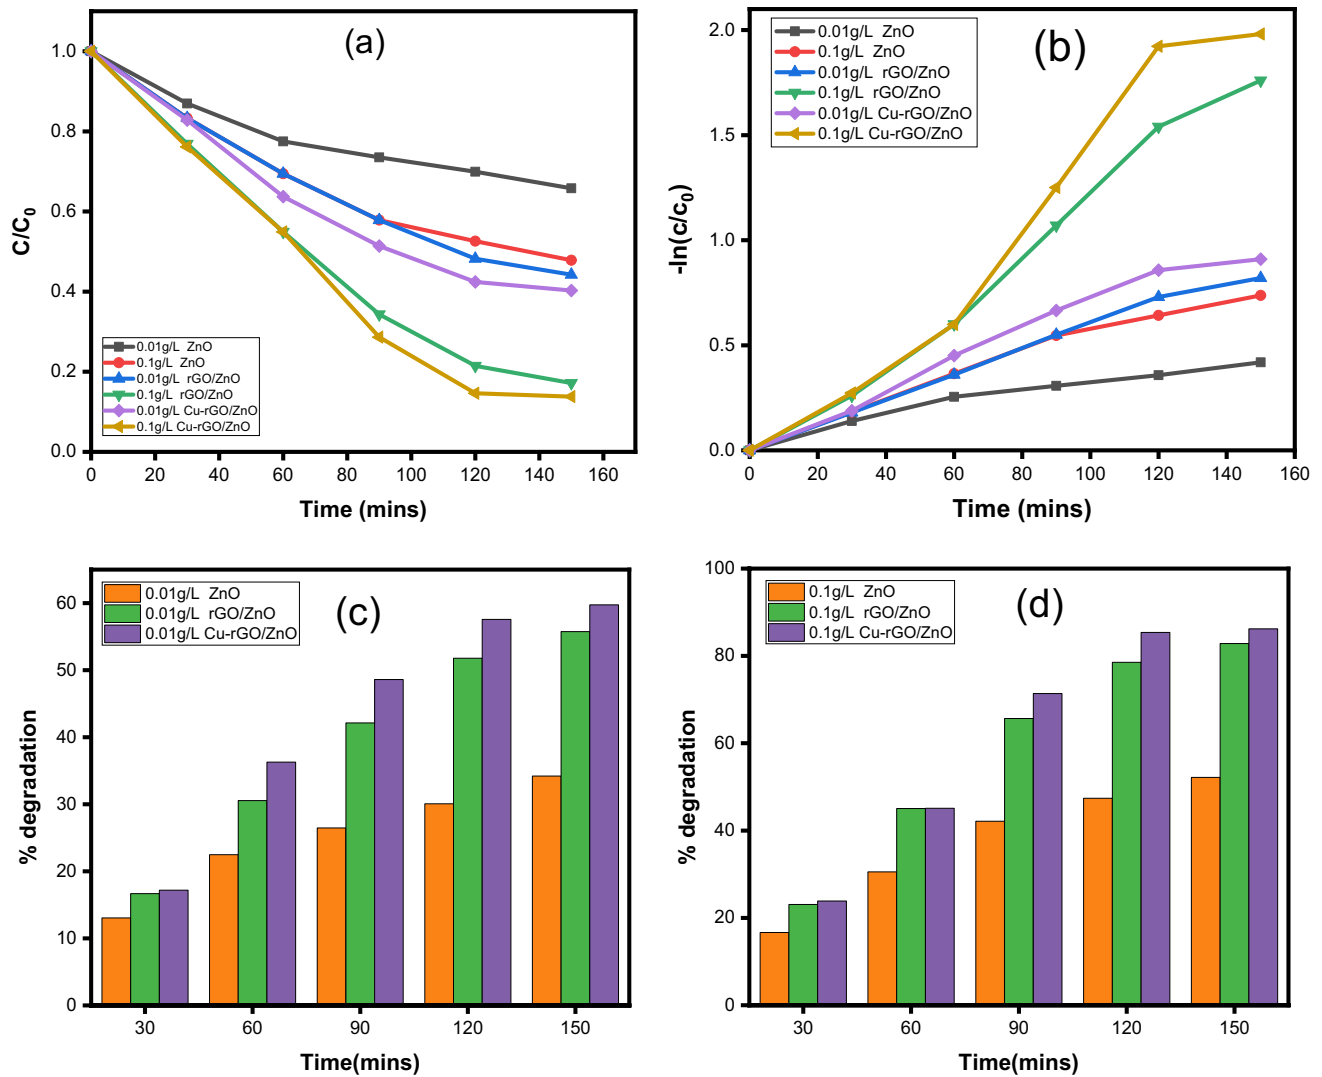 (a)
1.0
0.8
0.6
0.4
0.2
0.0
C/C0
0.01g/L ZnO
0.1g/L ZnO
0.01g/L rGO/ZnO
0.1g/L rGO/ZnO
0.01g/L Cu-rGO/ZnO
0.1g/L Cu-rGO/ZnO
0 20 40 60 80 100 120 140 160
Time (mins)
(b)
2.0
1.5
1.0
0.5
0.0
-ln(c/c0)
0.01g/L ZnO
0.1g/L ZnO
0.01g/L rGO/ZnO
0.1g/L rGO/ZnO
0.01g/L Cu-rGO/ZnO
0.1g/L Cu-rGO/ZnO
0 20 40 60 80 100 120 140 160
Time (mins)
(c)
60
50
40
30
20
10
0
% degradation
0.01g/L ZnO
0.01g/L rGO/ZnO
0.01g/L Cu-rGO/ZnO
30 60 90 120 150
Time(mins)
(d)
100
80
60
40
20
0
% degradation
0.1g/L ZnO
0.1g/L rGO/ZnO
0.1g/L Cu-rGO/ZnO
30 60 90 120 150
Time(mins)